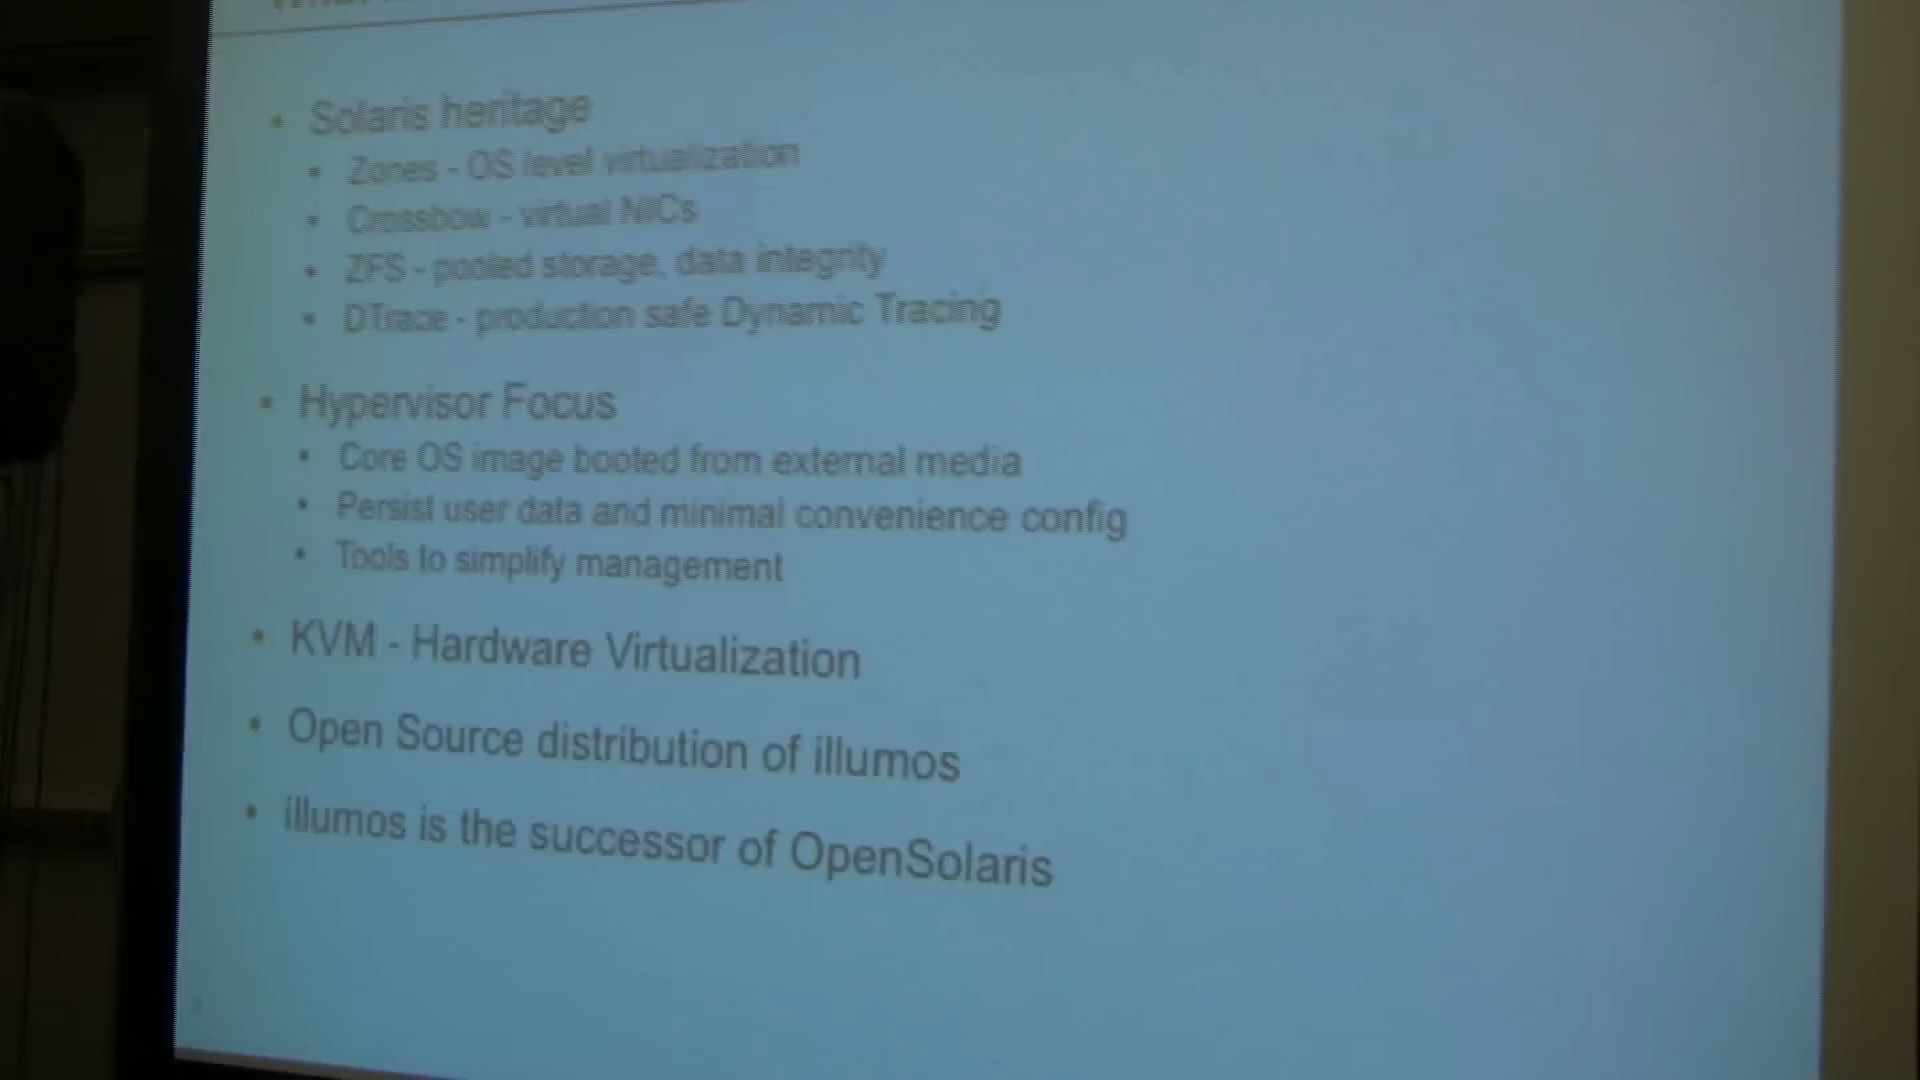 • Solaris heritage
• Zones - OS level virtualization
• Crossbow - virtual NICs
• ZFS - pooled storage, data integrity
• DTrace - production safe Dynamic Tracing
• Hypervisor Focus
• Core OS image booted from external media
• Persist user data and minimal convenience config
• Tools to simplify management
• KVM - Hardware Virtualization
• Open Source distribution of illumos
• illumos is the successor of OpenSolaris